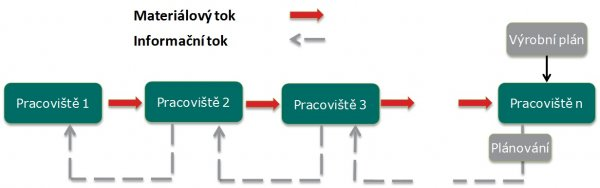 Materiálový tok
Informační tok
Výrobní plán
Pracoviště 1
Pracoviště 2
Pracoviště 3
Pracoviště n
Plánování